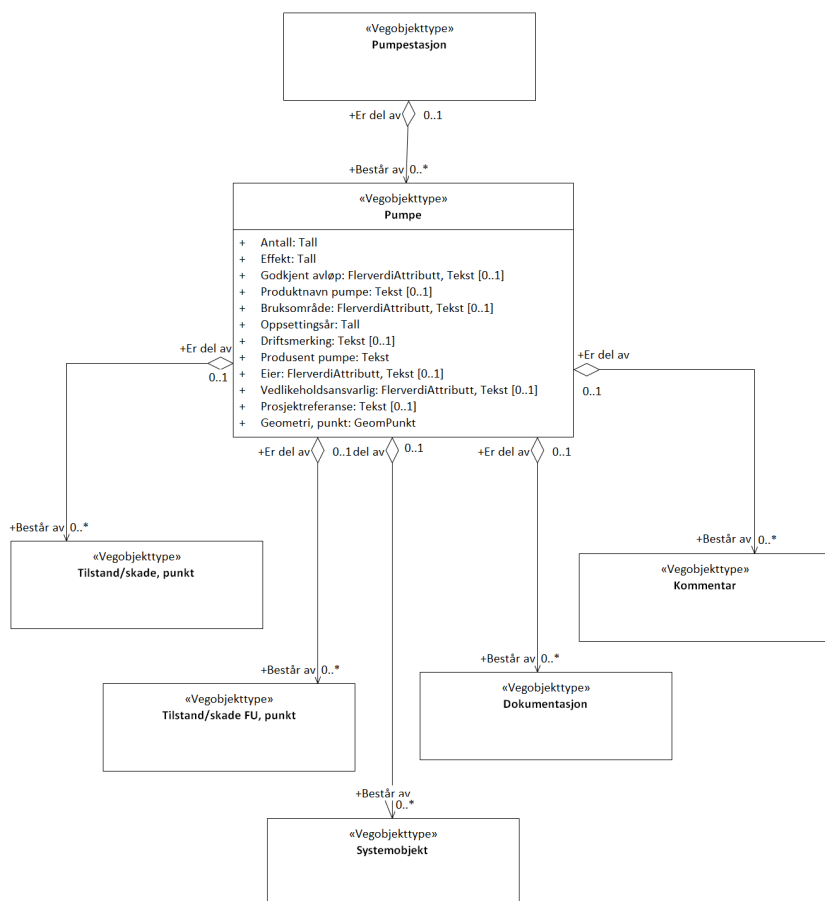 «Vegobjekttype»
Pumpestasjon
+Er del av 0..1
+Består av 0..*
«Vegobjekttype»
Pumpe
+ Antall: Tall
+ Effekt: Tall
+ Godkjent avløp: FlerverdiAttributt, Tekst [0..1]
+ Produktnavn pumpe: Tekst [0..1]
+ Bruksområde: FlerverdiAttributt, Tekst [0..1]
+ Oppsettingsår: Tall
+ Driftsmerking: Tekst [0..1]
+ Produsent pumpe: Tekst
+ Eier: FlerverdiAttributt, Tekst [0..1]
+ Vedlikeholdsansvarlig: FlerverdiAttributt, Tekst [0..1]
+ Prosjektreferanse: Tekst [0..1]
+ Geometri, punkt: GeomPunkt
+Er del av
0..1
+Er del av
0..1
+Er del av 0..1 del av 0..1
+Er del av 0..1
+Består av 0..*
«Vegobjekttype»
Tilstand/skade, punkt
+Består av 0..*
«Vegobjekttype»
Kommentar
+Består av 0..*
«Vegobjekttype»
Tilstand/skade FU, punkt
+Består av 0..*
«Vegobjekttype»
Dokumentasjon
+Består av
0..*
«Vegobjekttype»
Systemobjekt